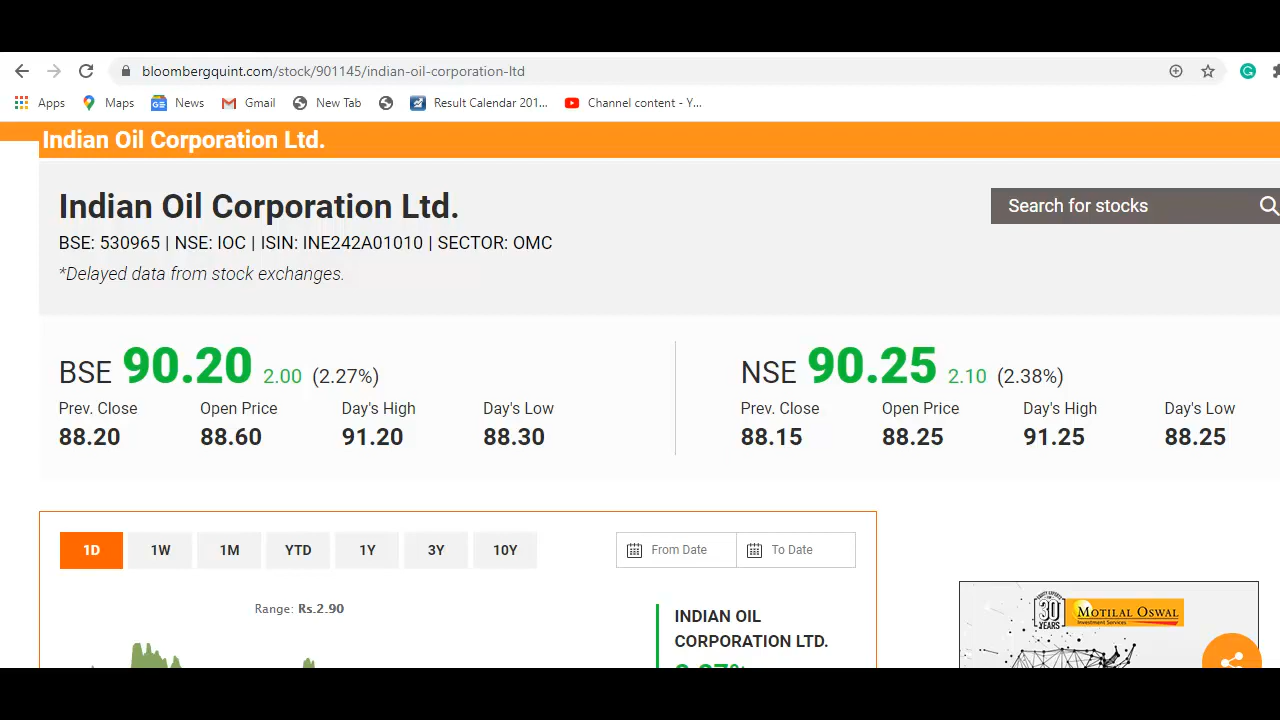 bloombergquint.com/stock/901145/indian-oil-corporation-ltd
Apps Maps News Gmail New Tab Result Calendar 201... Channel content - Y...
Indian Oil Corporation Ltd.
Indian Oil Corporation Ltd.
Search for stocks
BSE: 530965 | NSE: IOC | ISIN: INE242A01010 | SECTOR: OMC
*Delayed data from stock exchanges.
BSE 90.20 2.00 (2.27%)
Prev. Close Open Price Day's High Day's Low
88.20 88.60 91.20 88.30
NSE 90.25 2.10 (2.38%)
Prev. Close Open Price Day's High Day's Low
88.15 88.25 91.25 88.25
1D 1W 1M YTD 1Y 3Y 10Y From Date To Date
Range: Rs.2.90
INDIAN OIL
CORPORATION LTD.
30
YEARS
MOTILAL OSWAL
Investment Services